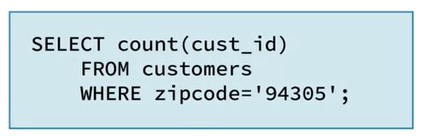 SELECT count(cust_id)
FROM customers
WHERE zipcode='94305';